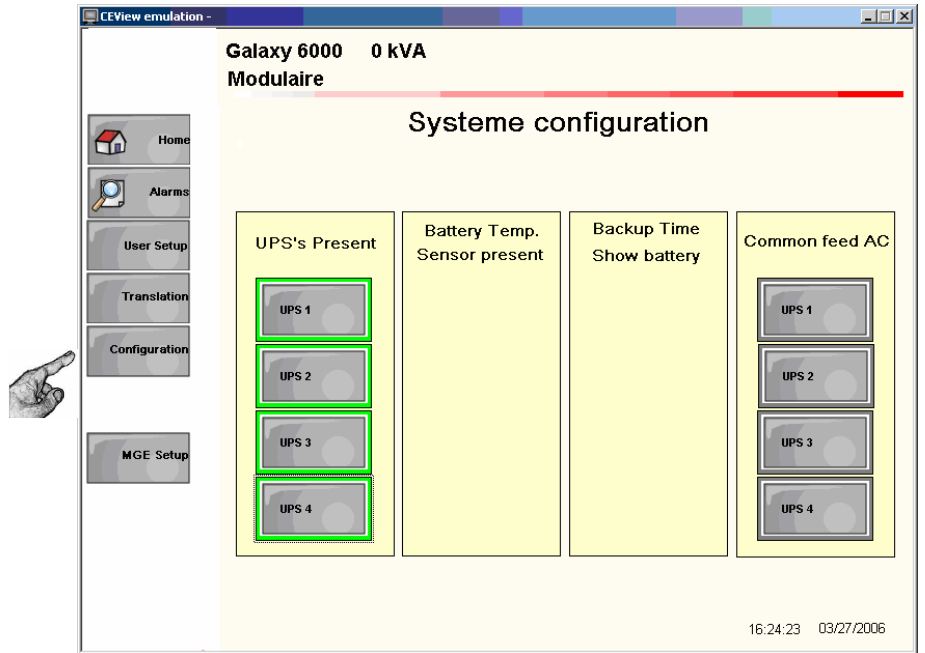 CEView emulation -
Galaxy 6000 0 kVA
Modulaire
Systeme configuration
Home
Alarms
User Setup
Translation
Configuration
MGE Setup
UPS's Present
UPS 1
UPS 2
UPS 3
UPS 4
Battery Temp.
Sensor present
Backup Time
Show battery
Common feed AC
UPS 1
UPS 2
UPS 3
UPS 4
16:24:23 03/27/2006